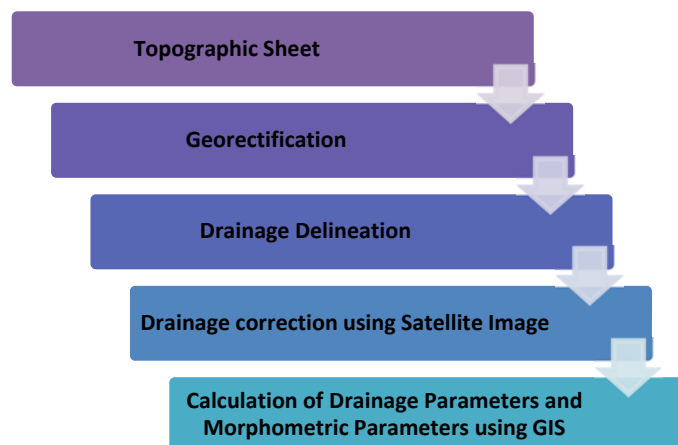 Topographic Sheet
Georectification
Drainage Delineation
Drainage correction using Satellite Image
Calculation of Drainage Parameters and
Morphometric Parameters using GIS